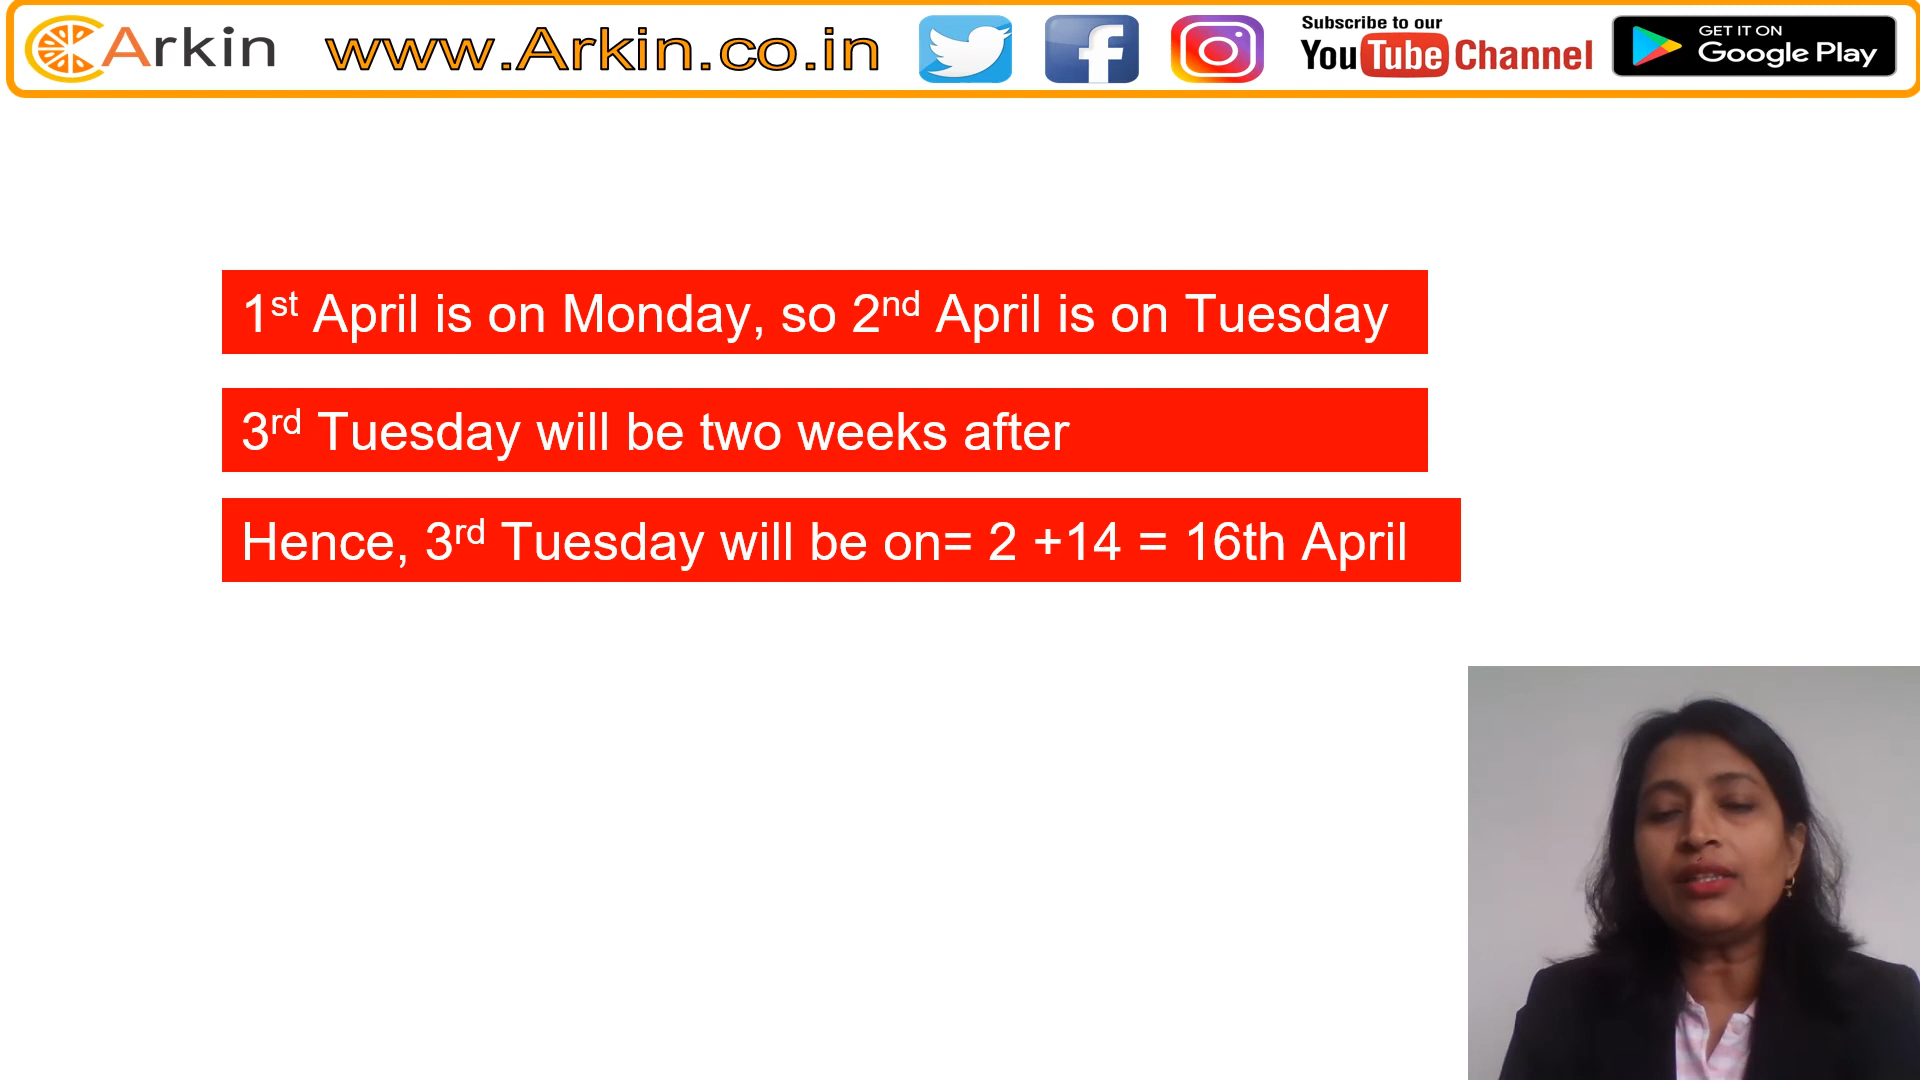 Arkin
www.Arkin.co.in
Subscribe to our
YouTube Channel
GET IT ON
Google Play
1st April is on Monday, so 2nd April is on Tuesday
3rd Tuesday will be two weeks after
Hence, 3rd Tuesday will be on= 2 +14 = 16th April